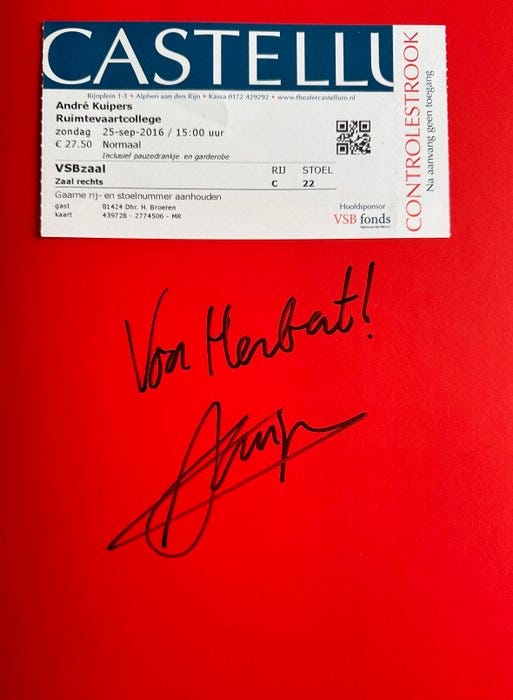 CASTELLU
Rijnplein 1-3 • Alphen aan den Rijn • Kassa 0172 429292 • www.theatercastellum.nl
André Kuipers
Ruimtevaartcollege
zondag 25-sep-2016 / 15:00 uur
€ 27.50 Normaal
Inclusief pauzedrankje en garderobe
VSBzaal RIJ STOEL
Zaal rechts C 22
Gaarne rij- en stoelnummer aanhouden
gast 81424 Dhr. H. Broeren
kaart 439728 - 2774506 - MR
Hoofdsponsor
VSB fonds
CONTROLESTROOK
Na aanvang geen toegang
Voor Herbert!